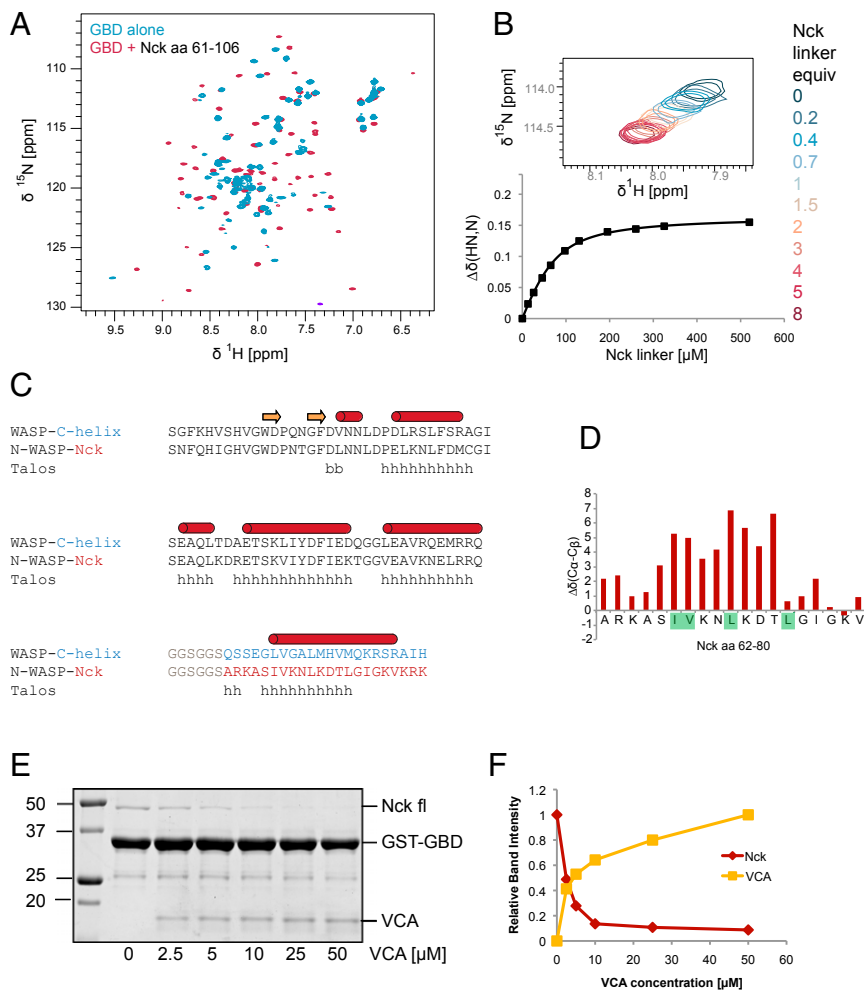 A
GBD alone
GBD + Nck aa 61-106
110
115
120
125
130
δ 15N [ppm]
9.5 9.0 8.5 8.0 7.5 7.0 6.5
δ 1H [ppm]
B
114.0
114.5
δ15N [ppm]
8.1 8.0 7.9
δ1H [ppm]
0.2
0.15
0.1
0.05
0
Δδ(HN,N)
0 100 200 300 400 500 600
Nck linker [µM]
Nck
linker
equiv
0
0.2
0.4
0.7
1
1.5
2
3
4
5
8
C
WASP-C-helix SGFKHVSHVGWDPQNGFDVNNLDPDLRSLFSRAGI
N-WASP-Nck SNFQHIGHVGWDPNTGFDLNNLDPELKNLFDMCGI
Talos bb hhhhhhhhhh
WASP-C-helix SEAQLTDAETSKLIYDFIEDQGGLEAVRQEMRRQ
N-WASP-Nck SEAQLKDRETSKVIYDFIEKTGGVEAVKNELRRQ
Talos hhhh hhhhhhhhhhhh hhhhhhhhhh
WASP-C-helix GGSGGSQSSEGLVGALMHVMQKRSRAIH
N-WASP-Nck GGSGGSARKASIVKNLKDTLGIGKVKRK
Talos hh hhhhhhhhhh
D
8
7
6
5
4
3
2
1
0
-1
-2
Δδ(Cα-Cβ)
A R K A S I V K N L K D T L G I G K V
Nck aa 62-80
E
50
37
25
20
Nck fl
GST-GBD
VCA
0 2.5 5 10 25 50 VCA [µM]
F
1.2
1
0.8
0.6
0.4
0.2
0
Relative Band Intensity
Nck
VCA
0 10 20 30 40 50 60
VCA concentration [µM]